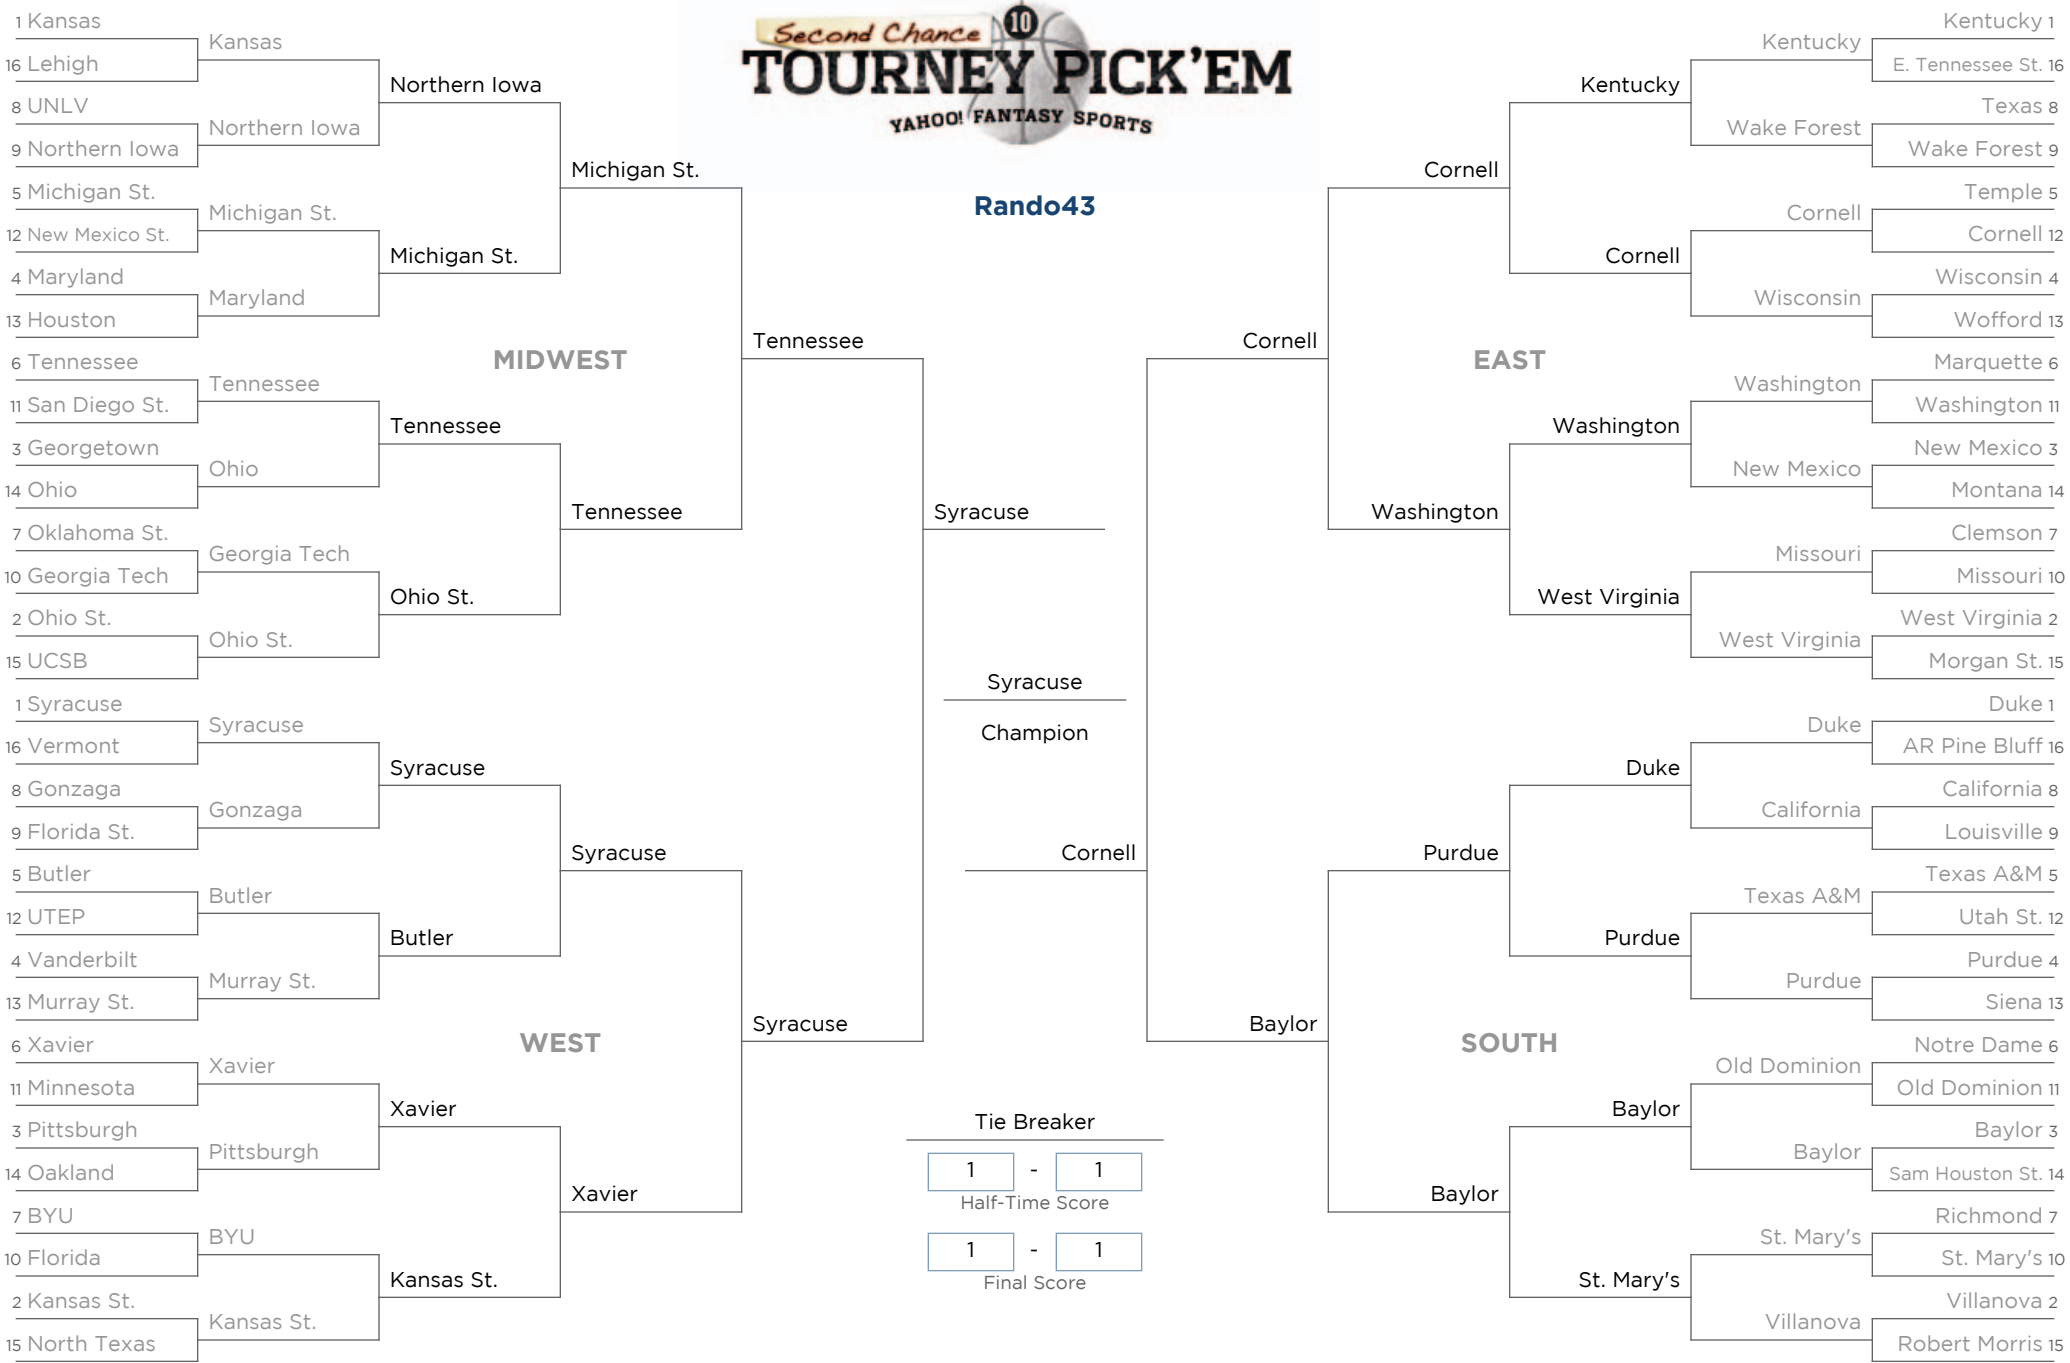 Second Chance 10
TOURNEY PICK'EM
YAHOO! FANTASY SPORTS
Rando43
1 Kansas
16 Lehigh
8 UNLV
9 Northern Iowa
5 Michigan St.
12 New Mexico St.
4 Maryland
13 Houston
6 Tennessee
11 San Diego St.
3 Georgetown
14 Ohio
7 Oklahoma St.
10 Georgia Tech
2 Ohio St.
15 UCSB
Kansas
Northern Iowa
Michigan St.
Maryland
Tennessee
Ohio
Georgia Tech
Ohio St.
Northern Iowa
Michigan St.
Tennessee
Ohio St.
Michigan St.
Tennessee
Tennessee
MIDWEST
1 Syracuse
16 Vermont
8 Gonzaga
9 Florida St.
5 Butler
12 UTEP
4 Vanderbilt
13 Murray St.
6 Xavier
11 Minnesota
3 Pittsburgh
14 Oakland
7 BYU
10 Florida
2 Kansas St.
15 North Texas
Syracuse
Gonzaga
Butler
Murray St.
Xavier
Pittsburgh
BYU
Kansas St.
Syracuse
Butler
Xavier
Kansas St.
Syracuse
Xavier
Syracuse
WEST
Syracuse
Syracuse
Champion
Cornell
Tie Breaker
1 - 1
Half-Time Score
1 - 1
Final Score
Kentucky 1
E. Tennessee St. 16
Texas 8
Wake Forest 9
Temple 5
Cornell 12
Wisconsin 4
Wofford 13
Marquette 6
Washington 11
New Mexico 3
Montana 14
Clemson 7
Missouri 10
West Virginia 2
Morgan St. 15
Kentucky
Wake Forest
Cornell
Wisconsin
Washington
New Mexico
Missouri
West Virginia
Kentucky
Cornell
Washington
West Virginia
Cornell
Washington
Cornell
EAST
Duke 1
AR Pine Bluff 16
California 8
Louisville 9
Texas A&M 5
Utah St. 12
Purdue 4
Siena 13
Notre Dame 6
Old Dominion 11
Baylor 3
Sam Houston St. 14
Richmond 7
St. Mary's 10
Villanova 2
Robert Morris 15
Duke
California
Texas A&M
Purdue
Old Dominion
Baylor
St. Mary's
Villanova
Duke
Purdue
Baylor
St. Mary's
Purdue
Baylor
Baylor
SOUTH